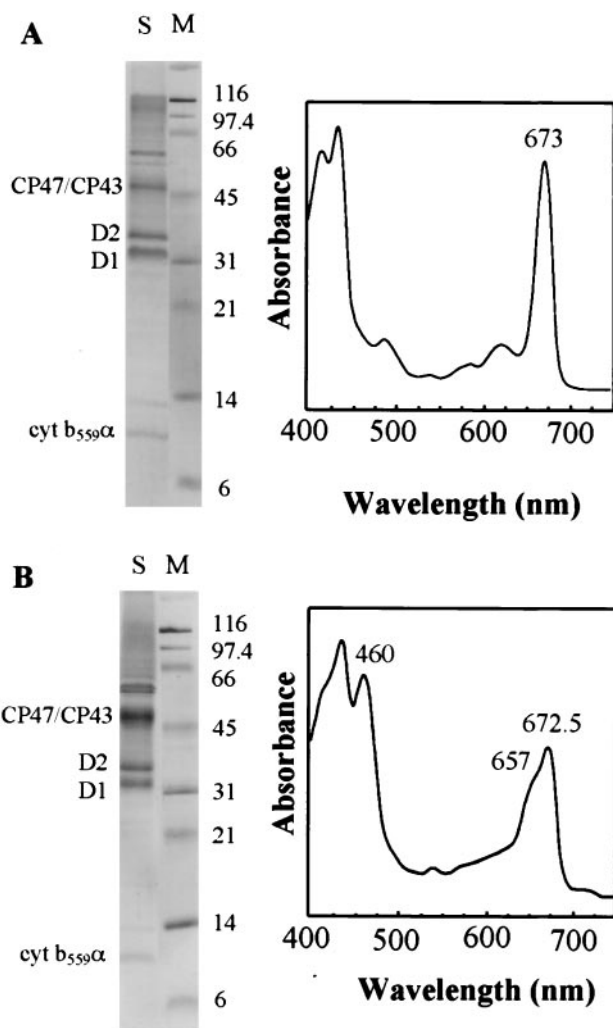 A
S M
116
97.4
66
CP47/CP43
45
D2
D1
31
21
14
cyt b₅₅₉α
6
Absorbance
673
400 500 600 700
Wavelength (nm)
B
S M
116
97.4
66
CP47/CP43
45
D2
D1
31
21
14
cyt b₅₅₉α
6
Absorbance
460
672.5
657
400 500 600 700
Wavelength (nm)